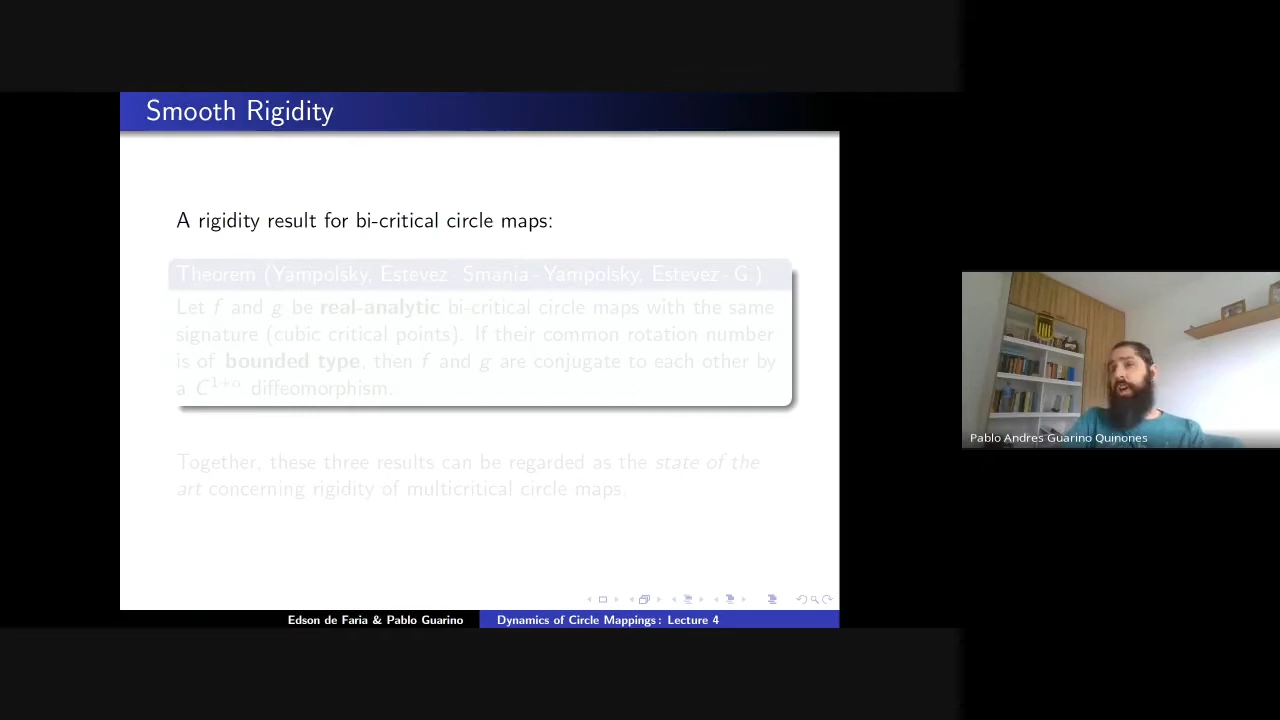 Smooth Rigidity
A rigidity result for bi-critical circle maps:
Theorem (Yampolsky, Estevez - Smania - Yampolsky, Estevez - G.)
Let f and g be real-analytic bi-critical circle maps with the same
signature (cubic critical points). If their common rotation number
is of bounded type, then f and g are conjugate to each other by
a C^{1+α} diffeomorphism.
Together, these three results can be regarded as the state of the
art concerning rigidity of multicritical circle maps.
Edson de Faria & Pablo Guarino
Dynamics of Circle Mappings: Lecture 4
Pablo Andres Guarino Quinones